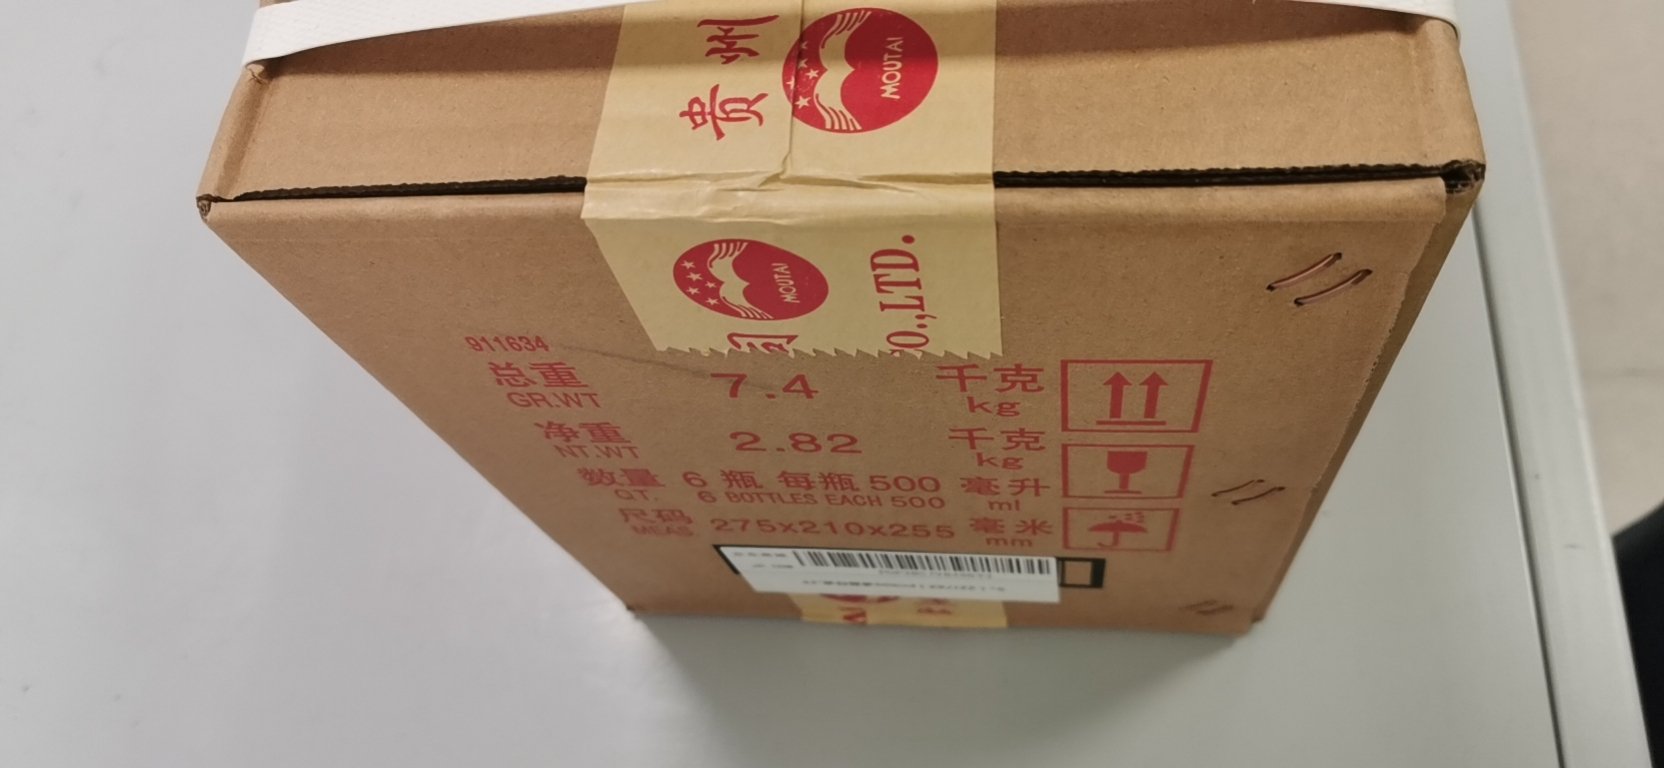 贵州
MOUTAI
MOUTAI
司
CO.,LTD.
911634
总重 7.4 千克
GR.WT kg
净重 2.82 千克
NT.WT kg
数量 6 瓶 每瓶 500 毫升
QT. 6 BOTTLES EACH 500 ml
尺码 275x210x255 毫米
MEAS. mm